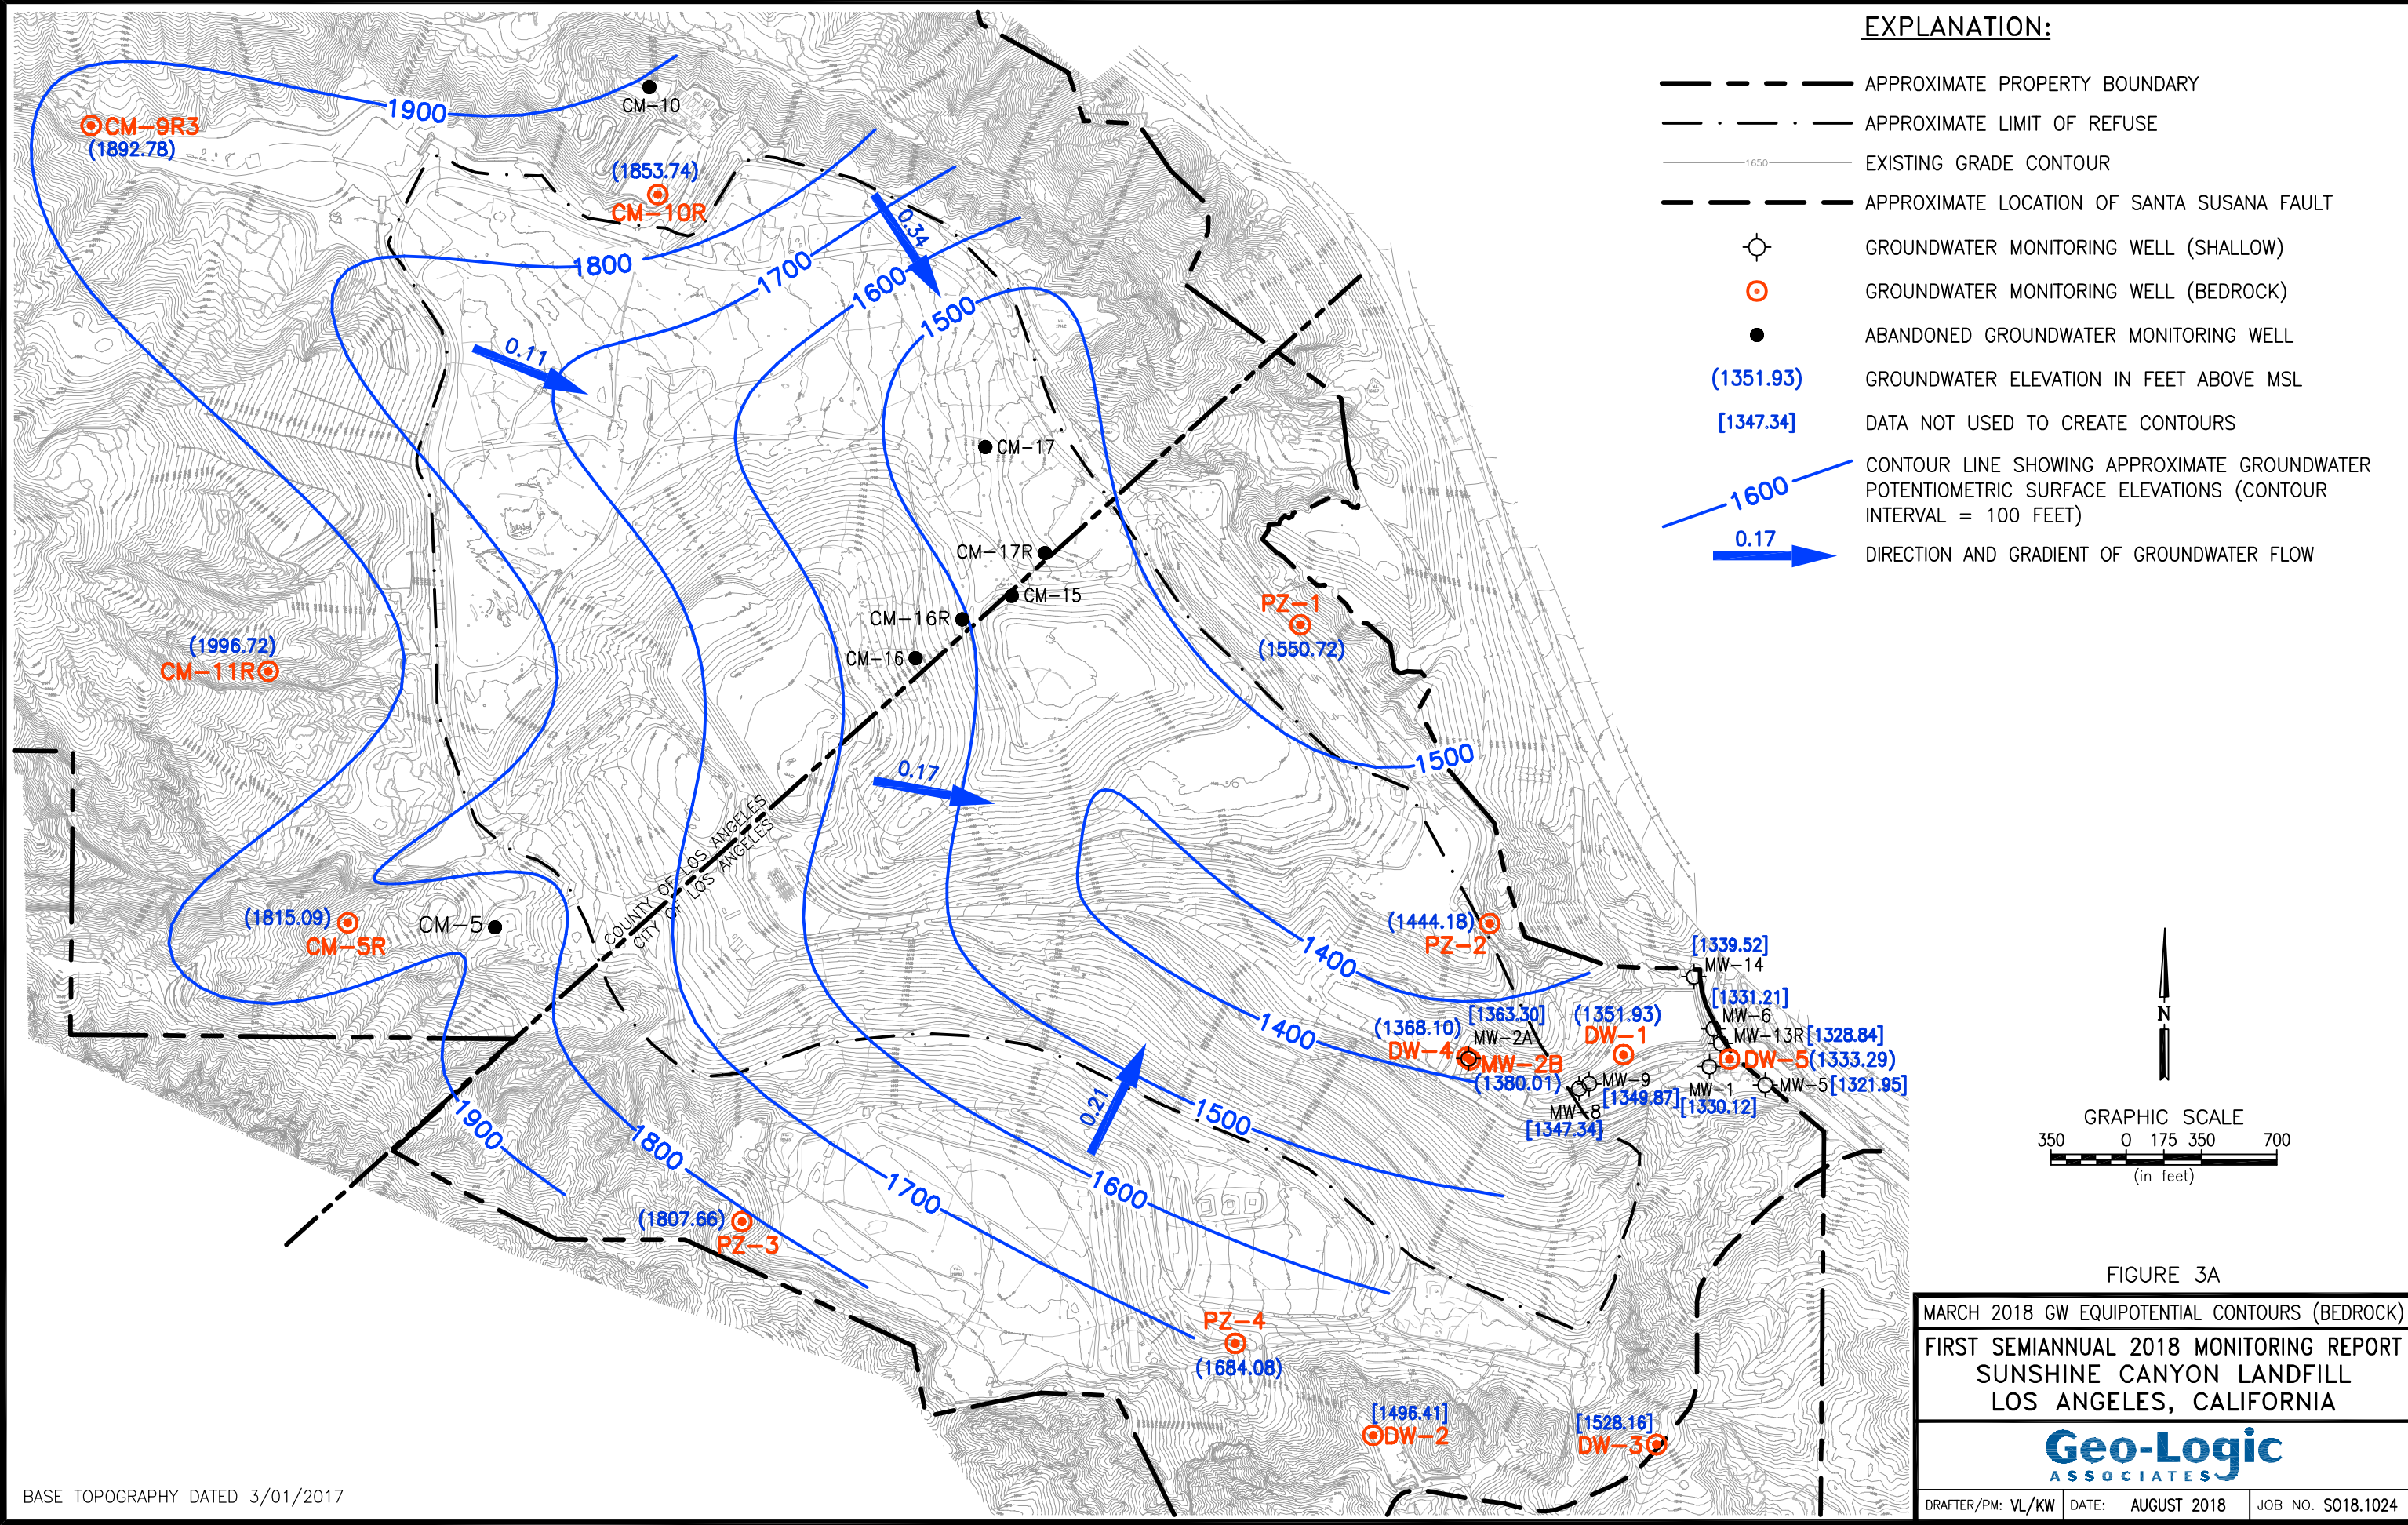 EXPLANATION:
APPROXIMATE PROPERTY BOUNDARY
APPROXIMATE LIMIT OF REFUSE
1650
EXISTING GRADE CONTOUR
APPROXIMATE LOCATION OF SANTA SUSANA FAULT
GROUNDWATER MONITORING WELL (SHALLOW)
GROUNDWATER MONITORING WELL (BEDROCK)
ABANDONED GROUNDWATER MONITORING WELL
(1351.93)
GROUNDWATER ELEVATION IN FEET ABOVE MSL
[1347.34]
DATA NOT USED TO CREATE CONTOURS
1600
CONTOUR LINE SHOWING APPROXIMATE GROUNDWATER
POTENTIOMETRIC SURFACE ELEVATIONS (CONTOUR
INTERVAL = 100 FEET)
0.17
DIRECTION AND GRADIENT OF GROUNDWATER FLOW
1900
CM-10
CM-9R3
(1892.78)
(1853.74)
CM-10R
0.34
1800
1700
1600
1500
0.11
CM-17
CM-17R
CM-15
CM-16R
CM-16
PZ-1
(1550.72)
(1996.72)
CM-11R
1500
0.17
COUNTY OF LOS ANGELES
CITY OF LOS ANGELES
(1815.09)
CM-5R
CM-5
(1444.18)
PZ-2
1400
[1339.52]
MW-14
[1331.21]
MW-6
MW-13R
[1328.84]
[1363.30]
MW-2A
(1351.93)
DW-1
(1368.10)
DW-4
MW-2B
(1380.01)
DW-5
(1333.29)
1400
MW-9
[1349.87]
MW-8
[1347.34]
MW-1
[1330.12]
MW-5
[1321.95]
0.21
1900
1800
1700
1600
1500
(1807.66)
PZ-3
PZ-4
(1684.08)
[1496.41]
DW-2
[1528.16]
DW-3
N
GRAPHIC SCALE
350 0 175 350 700
(in feet)
FIGURE 3A
MARCH 2018 GW EQUIPOTENTIAL CONTOURS (BEDROCK)
FIRST SEMIANNUAL 2018 MONITORING REPORT
SUNSHINE CANYON LANDFILL
LOS ANGELES, CALIFORNIA
Geo-Logic
ASSOCIATES
DRAFTER/PM: VL/KW
DATE: AUGUST 2018
JOB NO. SO18.1024
BASE TOPOGRAPHY DATED 3/01/2017